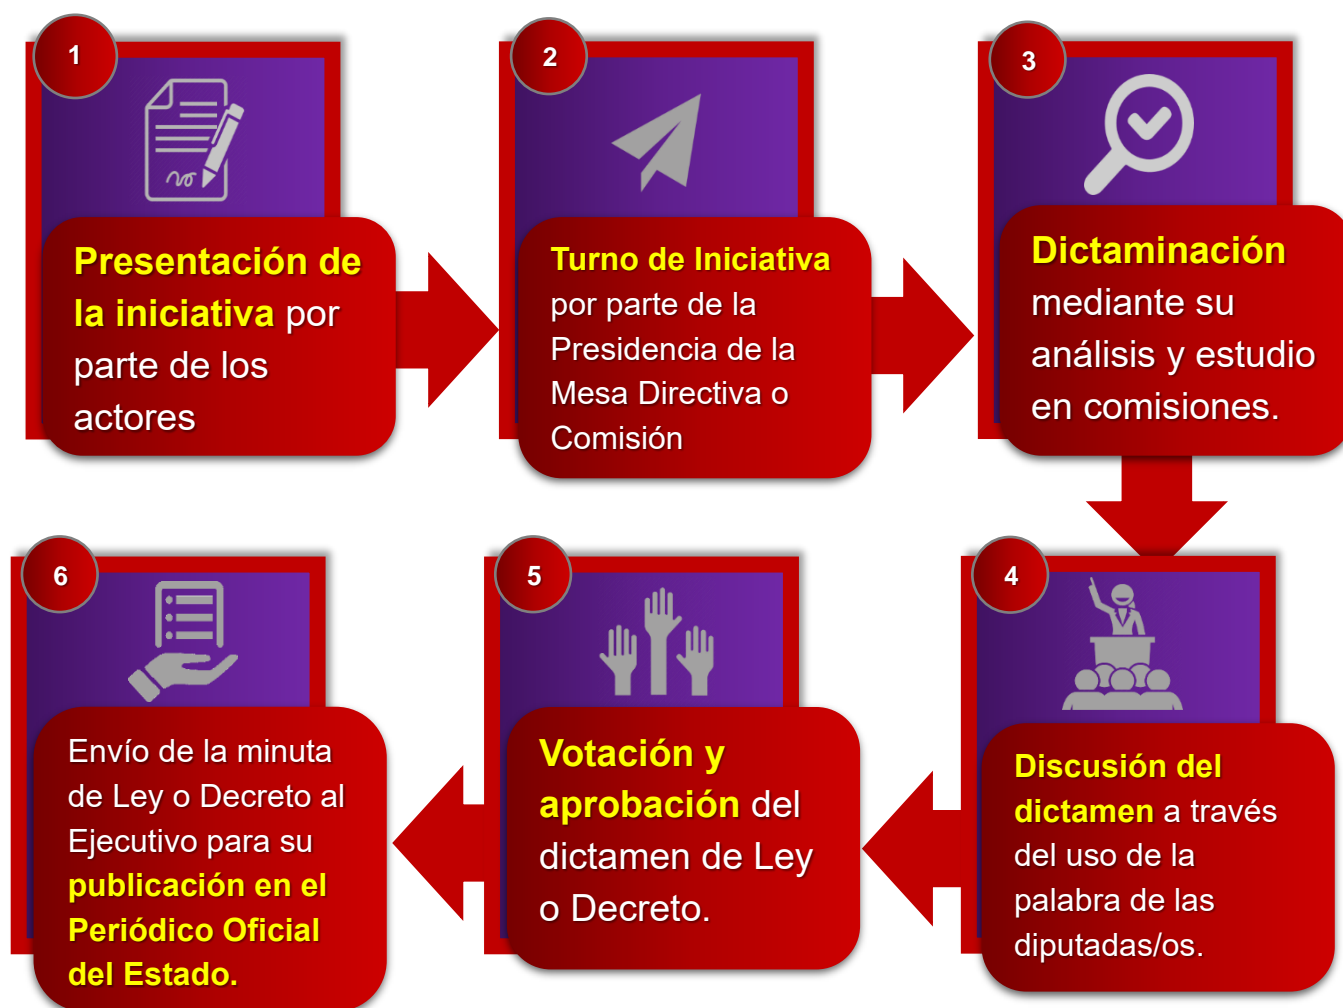 1
Presentación de
la iniciativa por
parte de los
actores
2
Turno de Iniciativa
por parte de la
Presidencia de la
Mesa Directiva o
Comisión
3
Dictaminación
mediante su
análisis y estudio
en comisiones.
4
Discusión del
dictamen a través
del uso de la
palabra de las
diputadas/os.
5
Votación y
aprobación del
dictamen de Ley
o Decreto.
6
Envío de la minuta
de Ley o Decreto al
Ejecutivo para su
publicación en el
Periódico Oficial
del Estado.